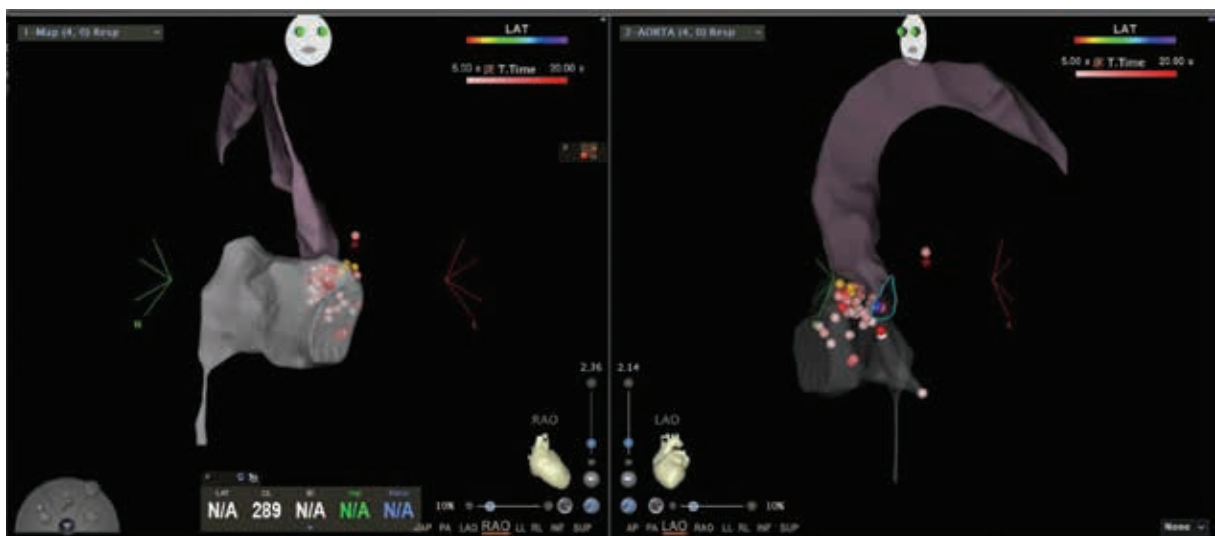 1-Map (4, 0) Resp
LAT
5.00 s T.Time 20.00 s
R
2.36
RAO
LAT CL
N/A 289 N/A N/A N/A
10%
AP PA LAO RAO LL RL INF SUP
2-AORTA (4, 0) Resp
LAT
5.00 s T.Time 20.00 s
2.14
LAO
10%
AP PA LAO RAO LL RL INF SUP
None